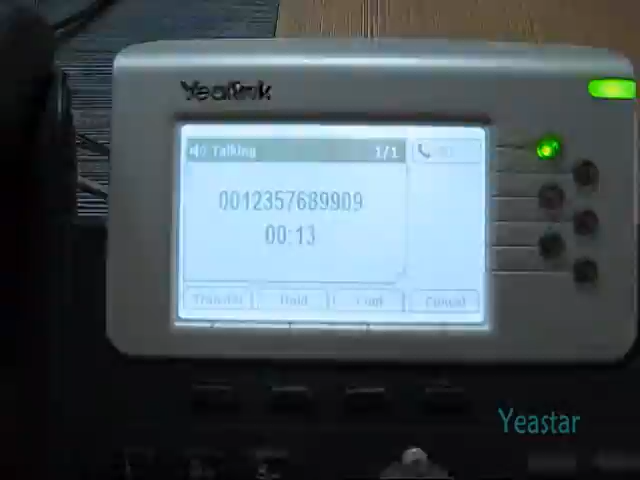 Yealink
Talking 1/1
0012357689909
00:13
Transfer Hold Conf Cancel
Yeastar